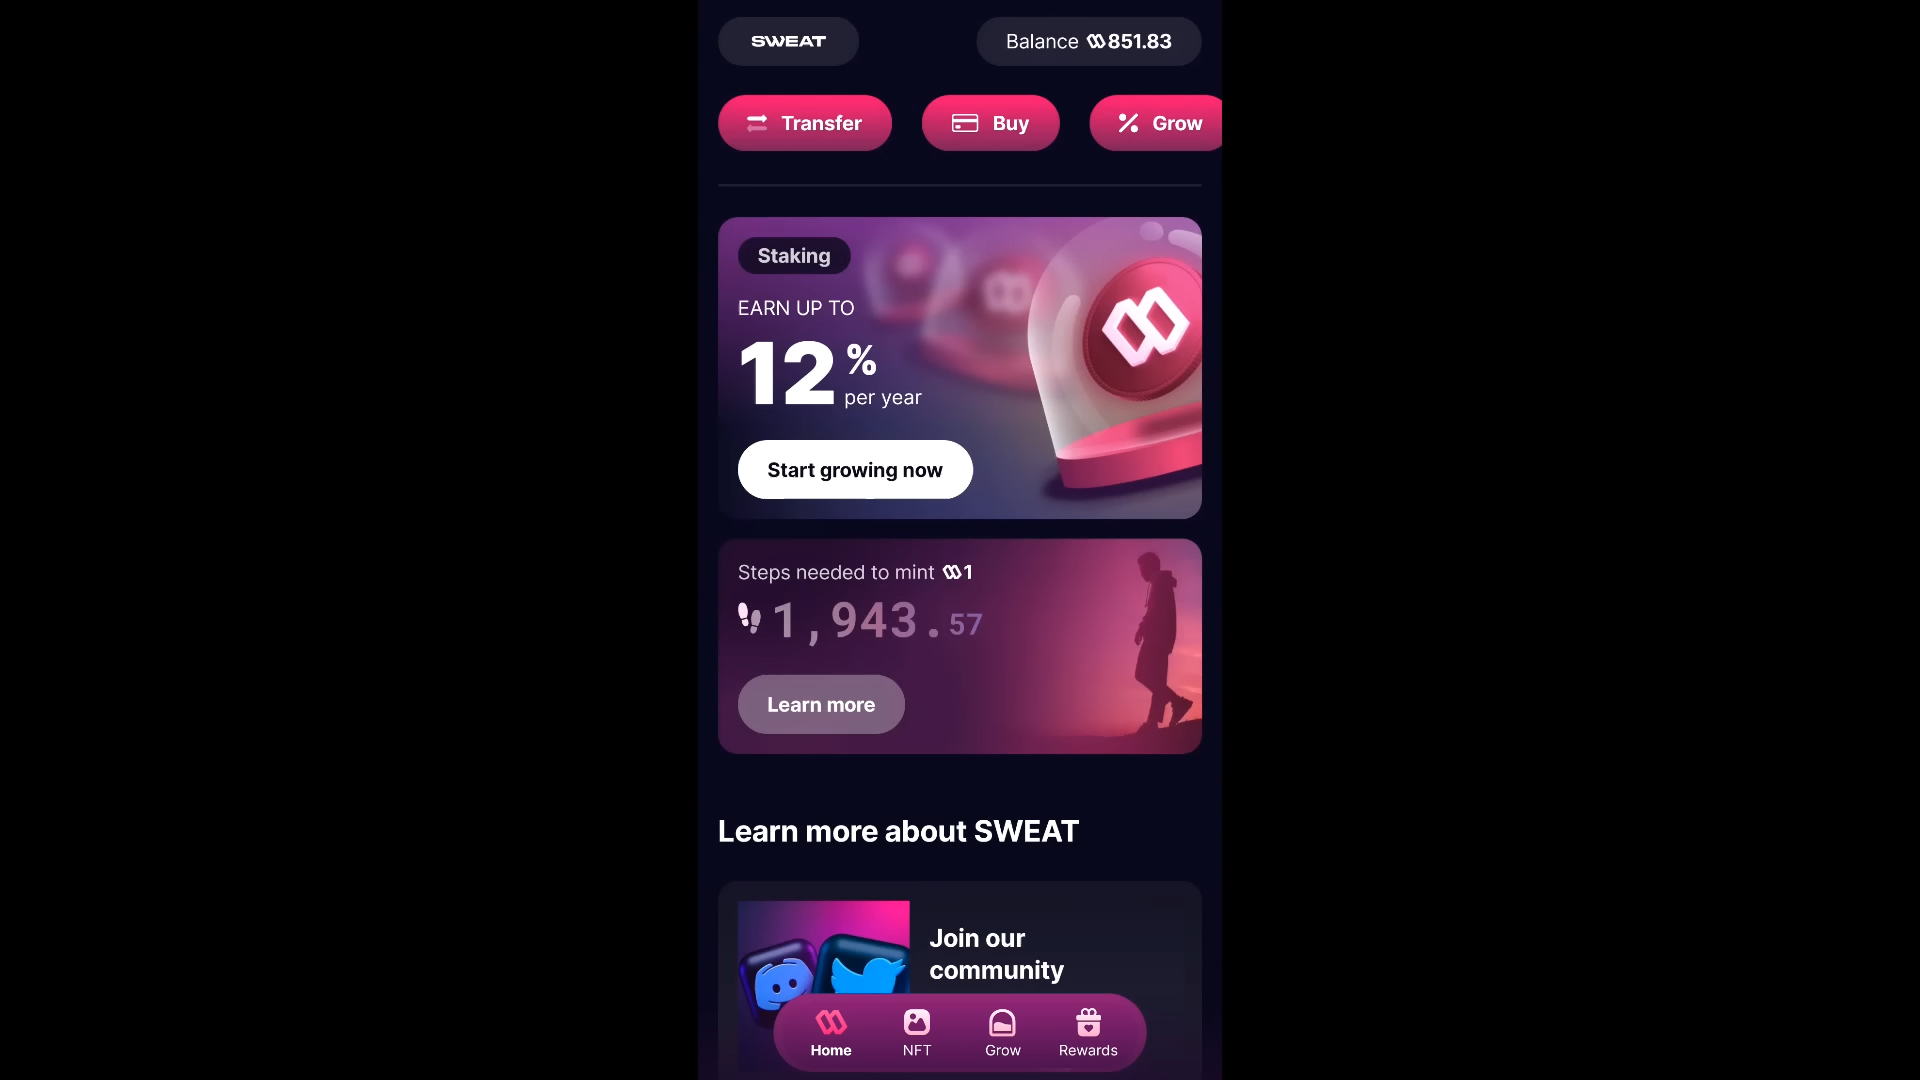 SWEAT
Balance 851.83
Transfer
Buy
Grow
Staking
EARN UP TO
12 %
per year
Start growing now
Steps needed to mint 1
1,943.57
Learn more
Learn more about SWEAT
Join our
community
Home
NFT
Grow
Rewards